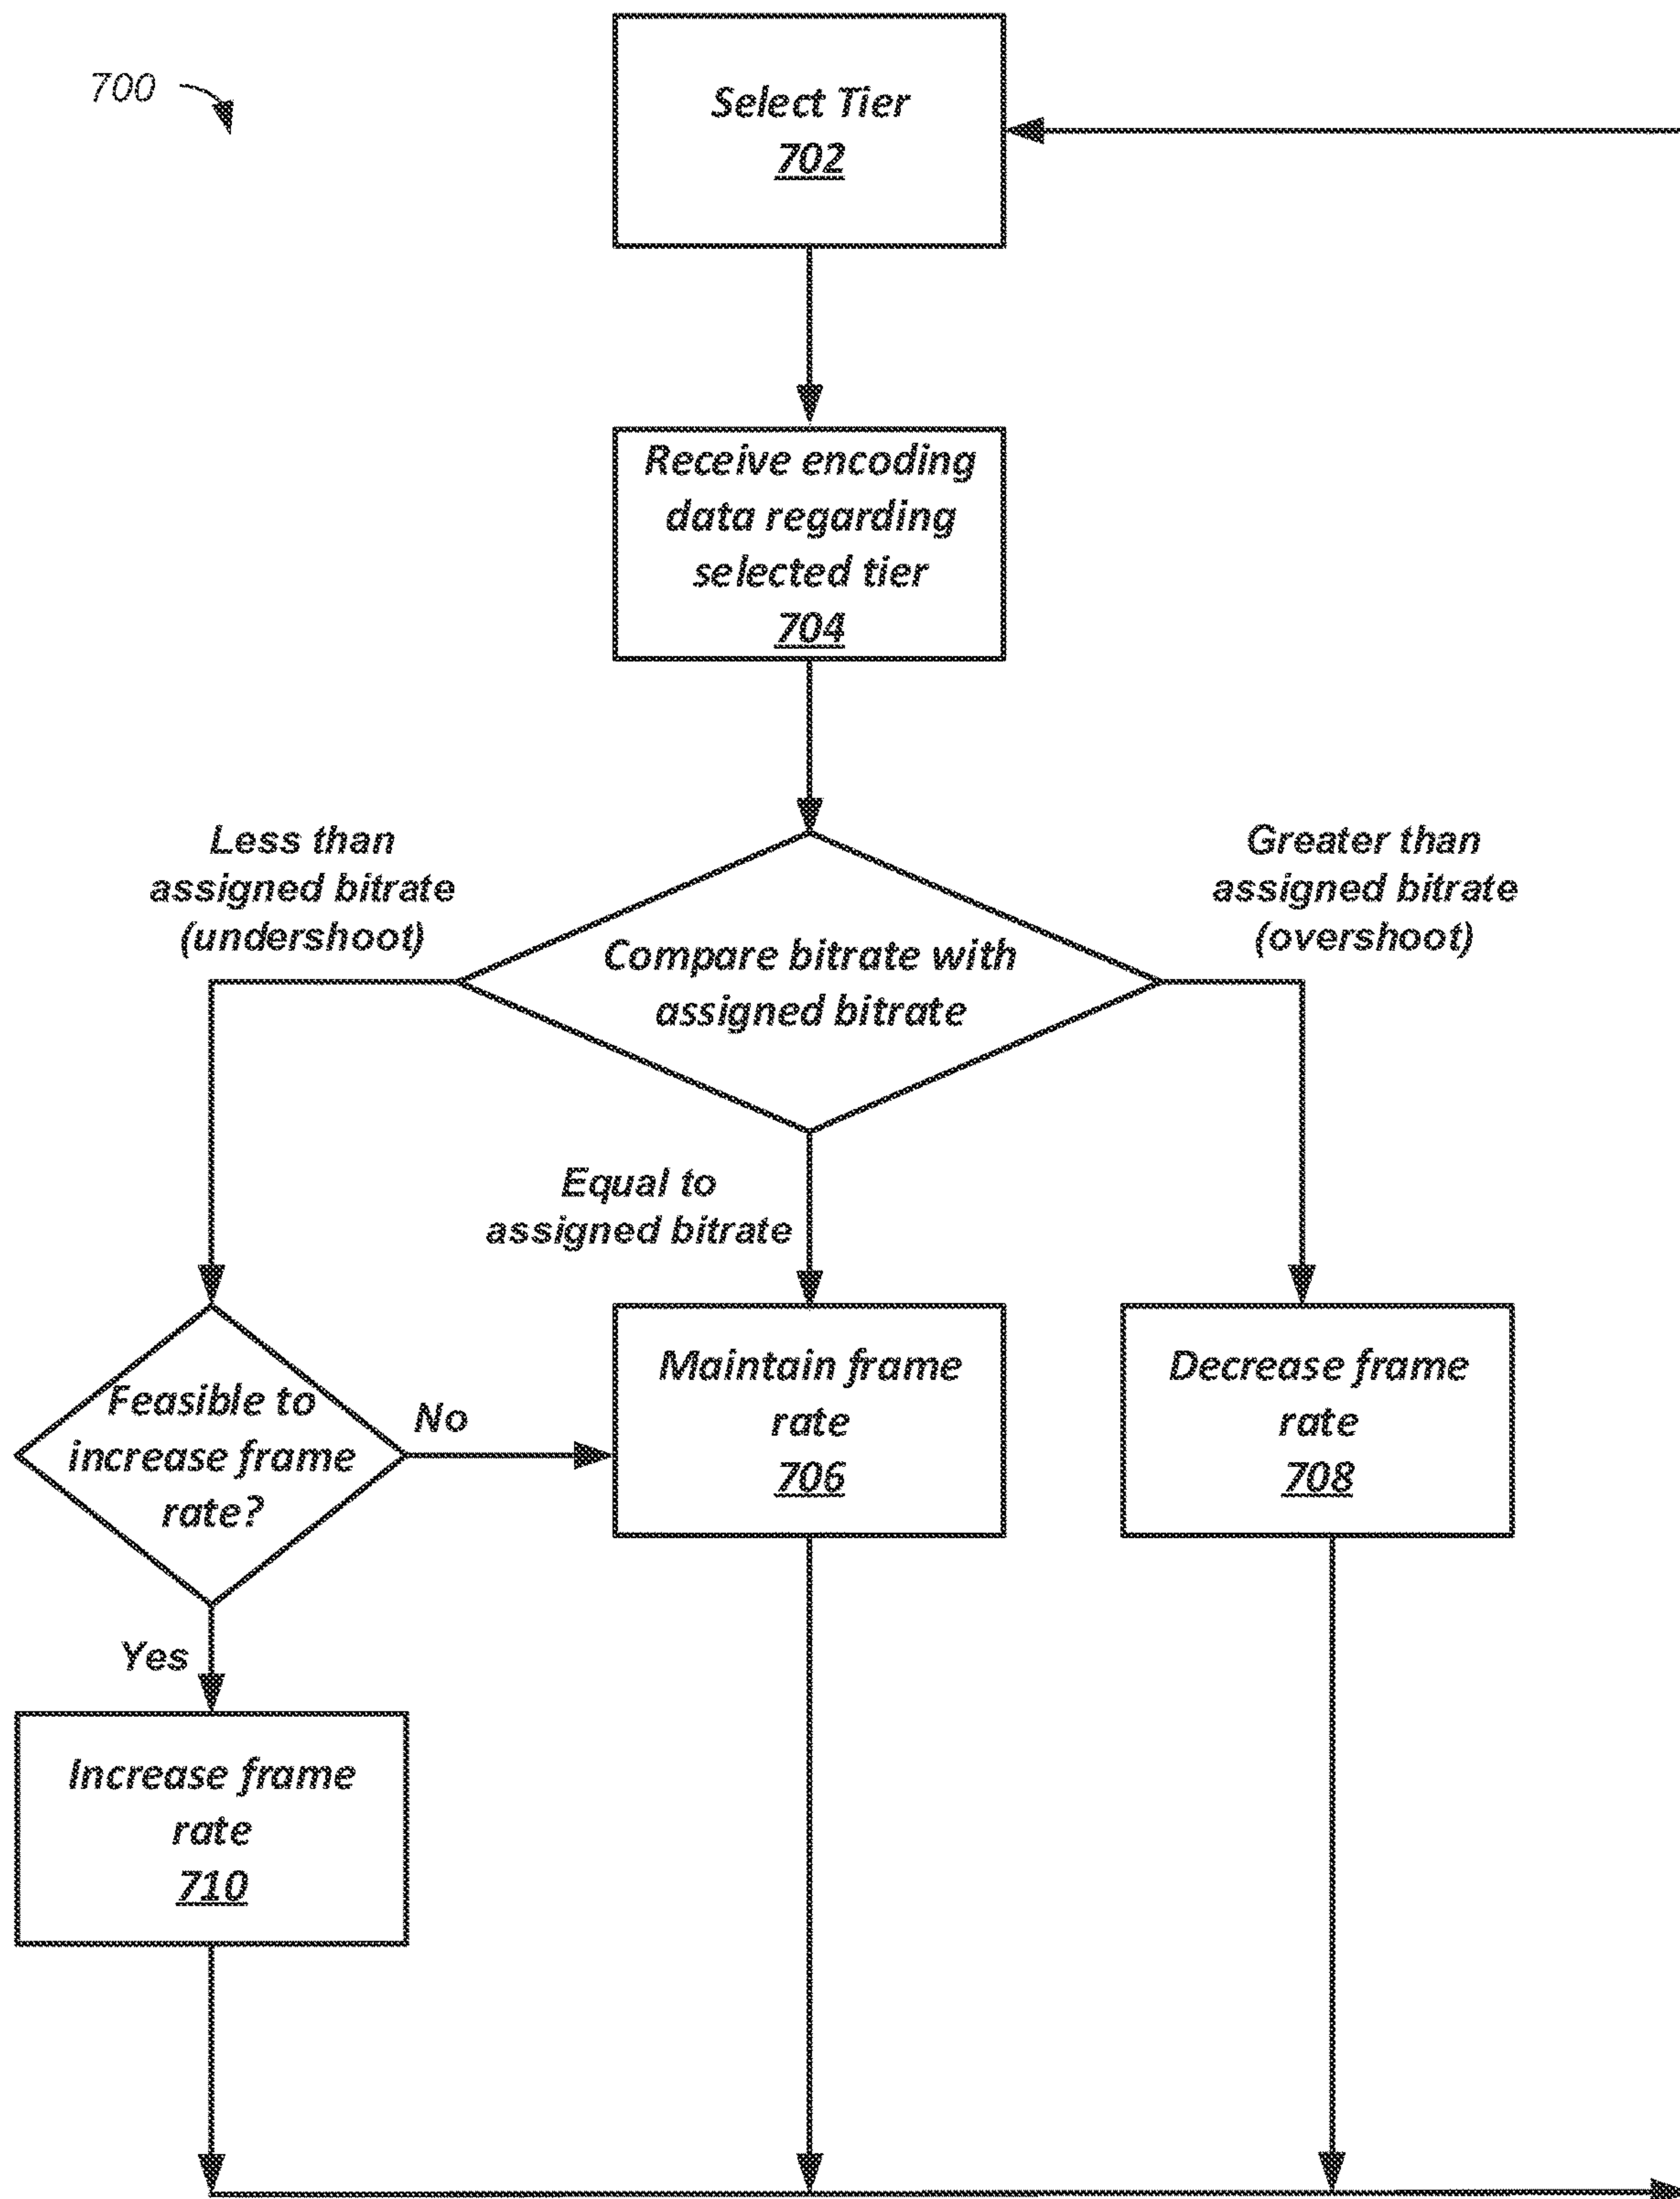 700
Select Tier
702
Receive encoding
data regarding
selected tier
704
Less than
assigned bitrate
(undershoot)
Greater than
assigned bitrate
(overshoot)
Compare bitrate with
assigned bitrate
Equal to
assigned bitrate
Feasible to
increase frame
rate?
No
Maintain frame
rate
706
Decrease frame
rate
708
Yes
Increase frame
rate
710